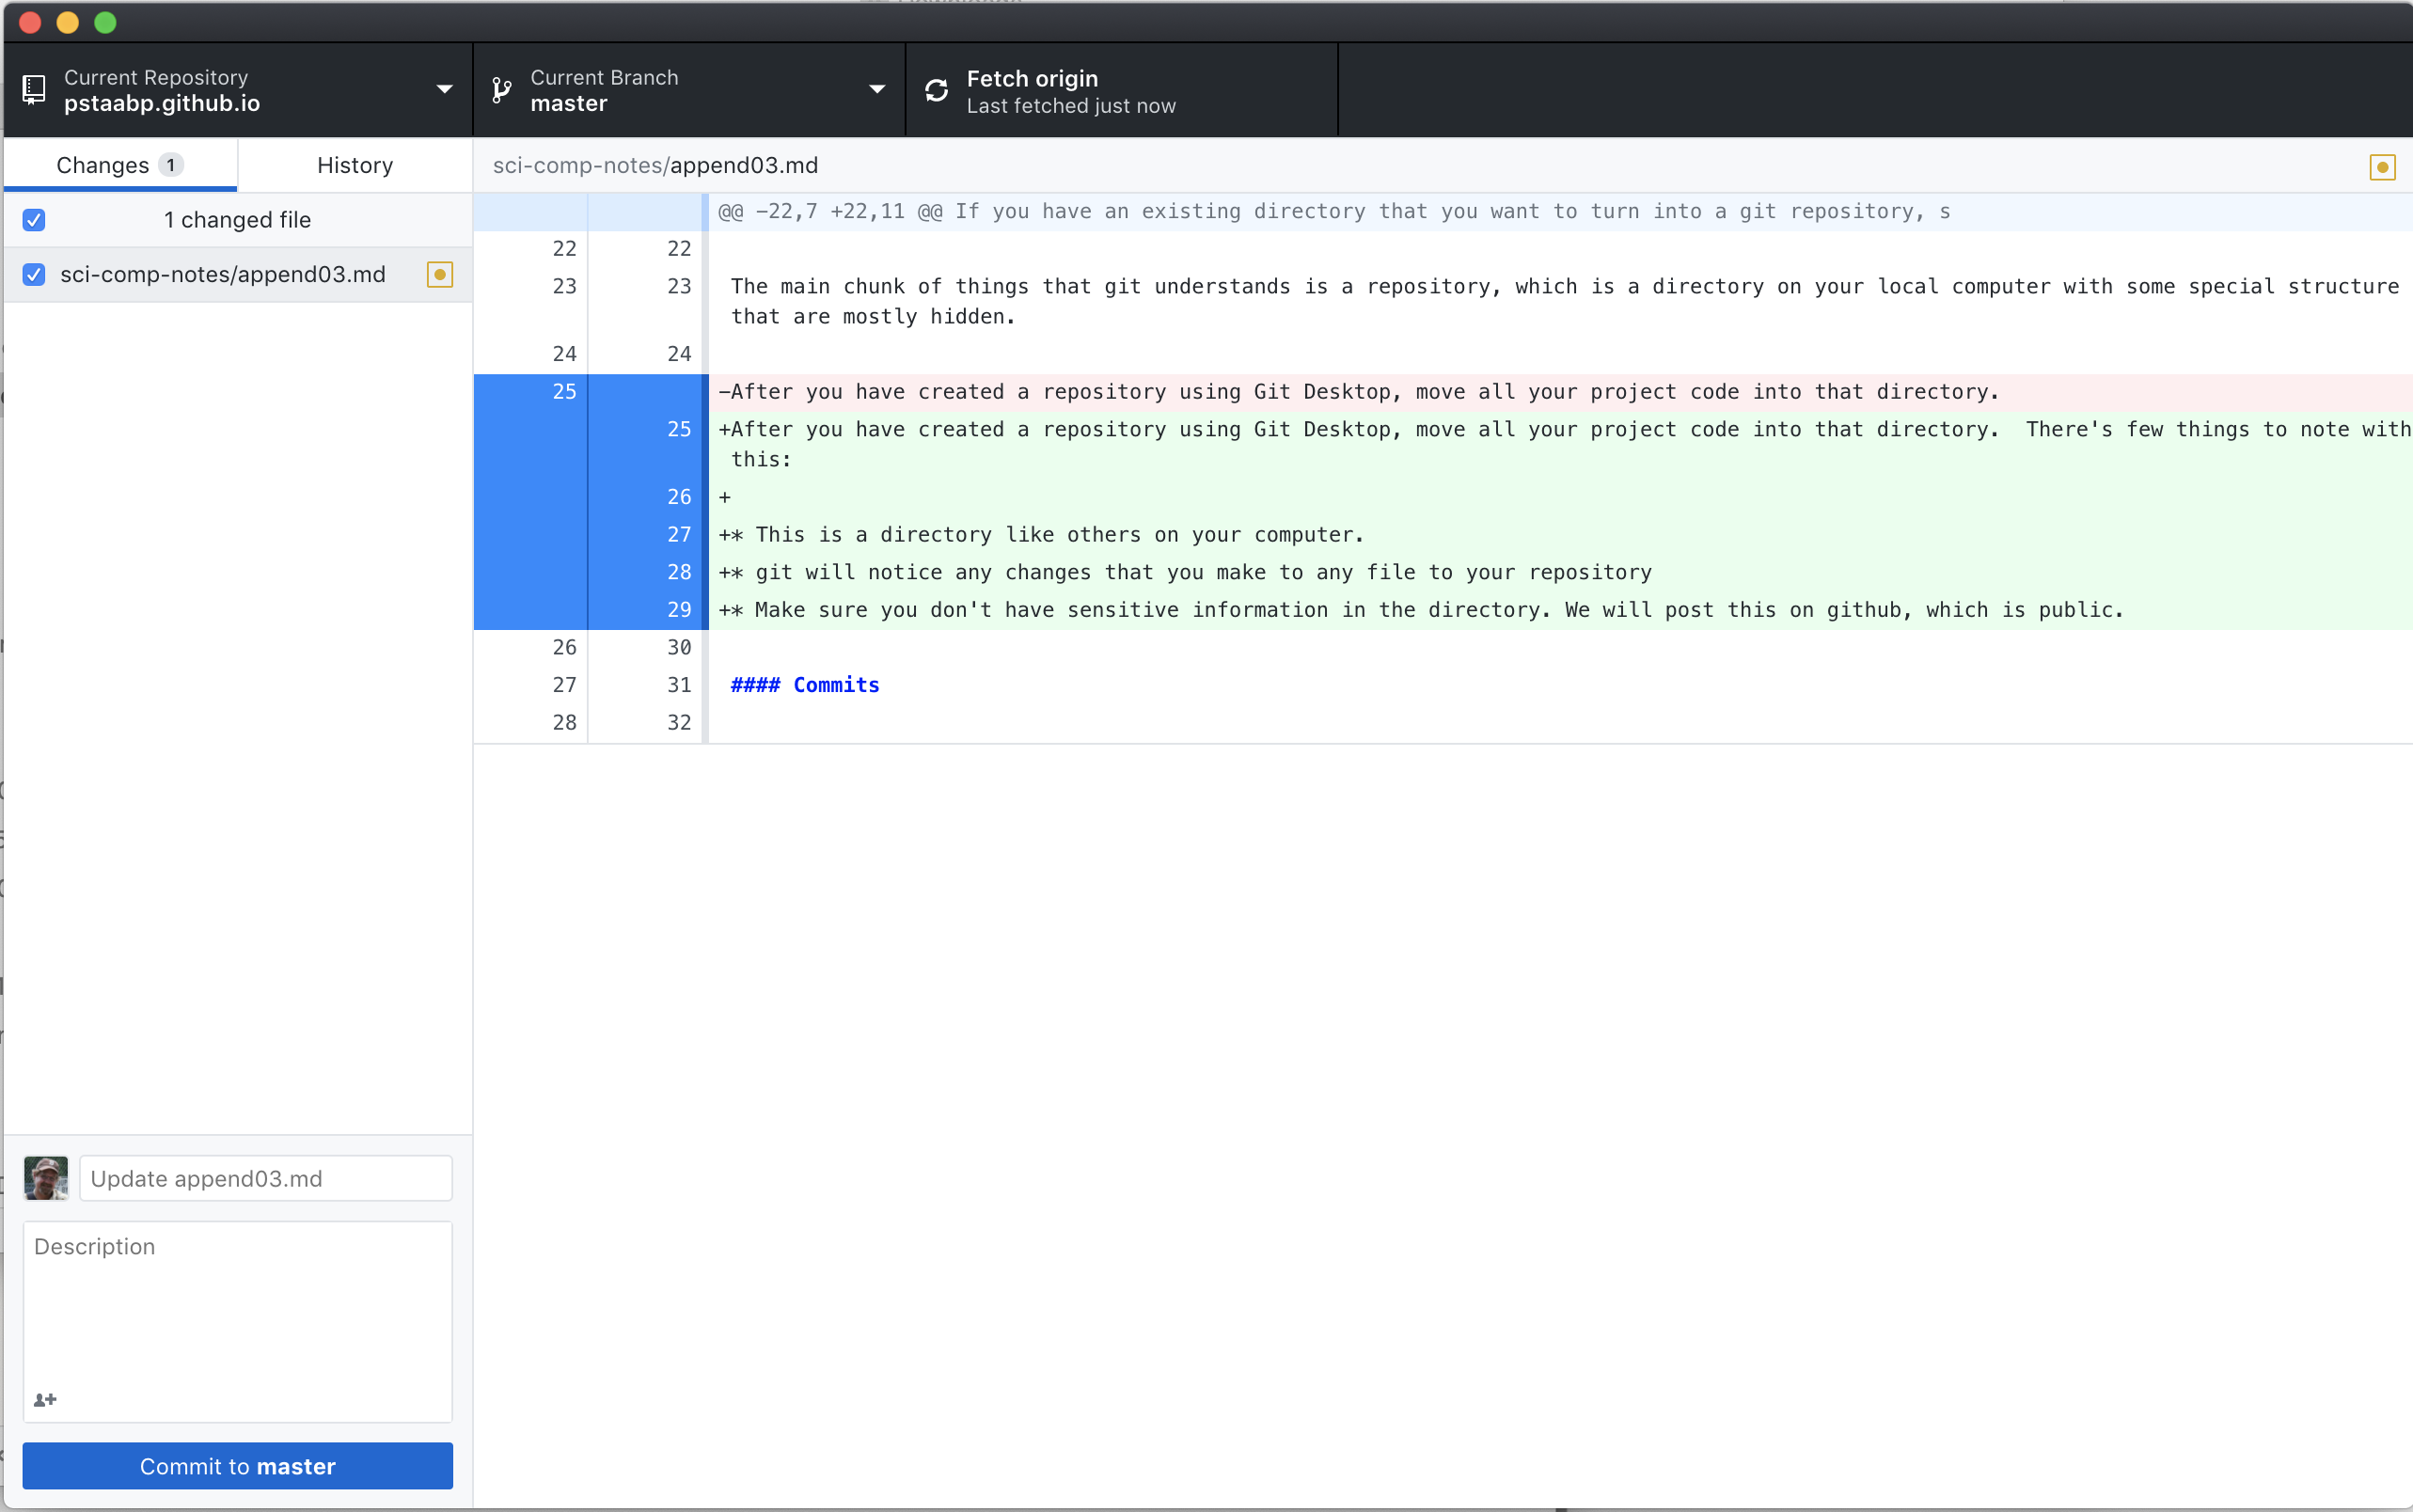 Current Repository
pstaabp.github.io
Current Branch
master
Fetch origin
Last fetched just now
Changes 1
History
sci-comp-notes/append03.md
1 changed file
sci-comp-notes/append03.md
@@ -22,7 +22,11 @@ If you have an existing directory that you want to turn into a git repository, s
22 22
23 23 The main chunk of things that git understands is a repository, which is a directory on your local computer with some special structure
that are mostly hidden.
24 24
25 -After you have created a repository using Git Desktop, move all your project code into that directory.
25 +After you have created a repository using Git Desktop, move all your project code into that directory.  There's few things to note with
this:
26 +
27 +* This is a directory like others on your computer.
28 +* git will notice any changes that you make to any file to your repository
29 +* Make sure you don't have sensitive information in the directory. We will post this on github, which is public.
26 30
27 31 #### Commits
28 32
Update append03.md
Description
Commit to master